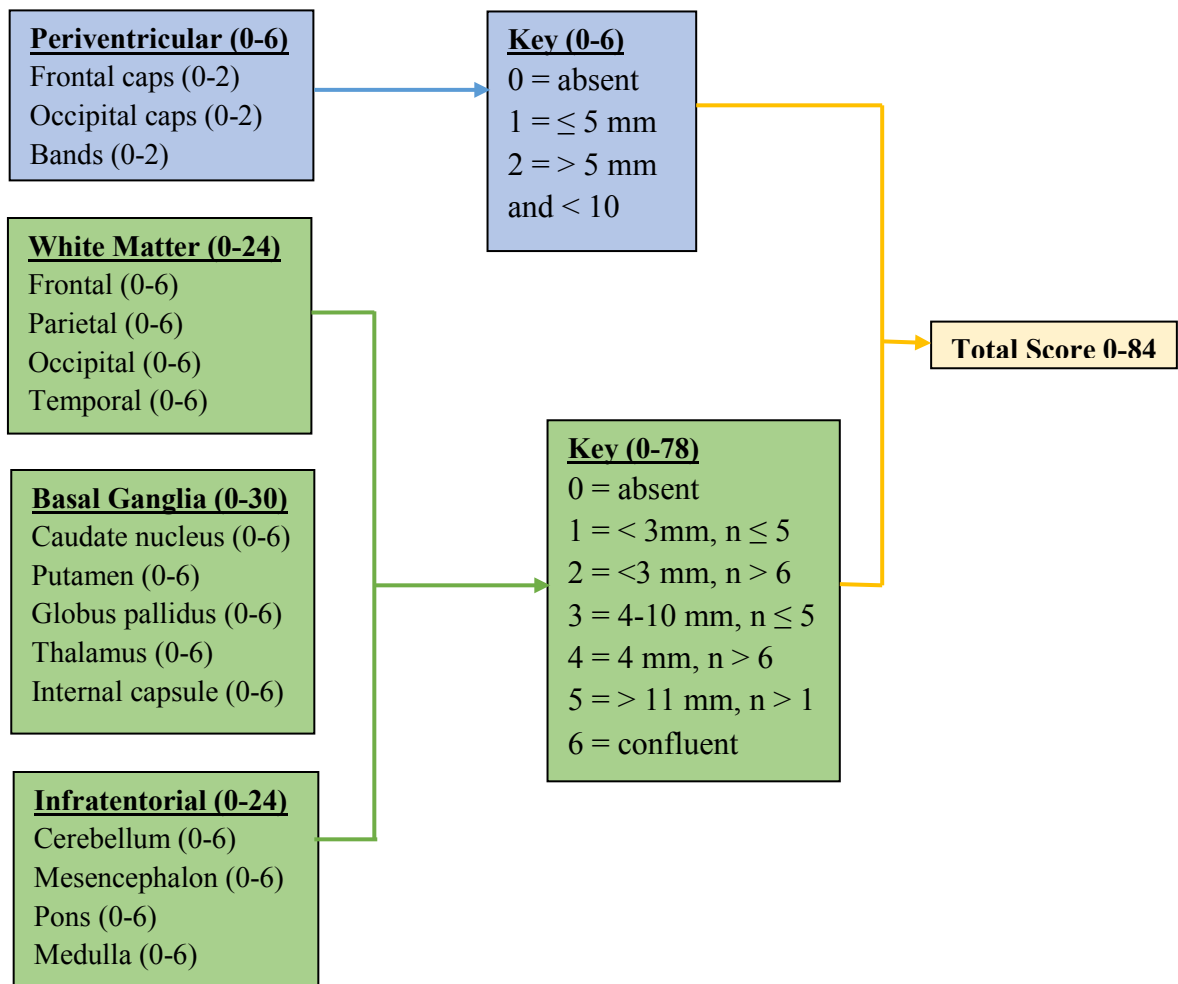 Periventricular (0-6)
Frontal caps (0-2)
Occipital caps (0-2)
Bands (0-2)
Key (0-6)
0 = absent
1 = ≤ 5 mm
2 = > 5 mm
and < 10
White Matter (0-24)
Frontal (0-6)
Parietal (0-6)
Occipital (0-6)
Temporal (0-6)
Total Score 0-84
Key (0-78)
0 = absent
1 = < 3mm, n ≤ 5
2 = <3 mm, n > 6
3 = 4-10 mm, n ≤ 5
4 = 4 mm, n > 6
5 = > 11 mm, n > 1
6 = confluent
Basal Ganglia (0-30)
Caudate nucleus (0-6)
Putamen (0-6)
Globus pallidus (0-6)
Thalamus (0-6)
Internal capsule (0-6)
Infratentorial (0-24)
Cerebellum (0-6)
Mesencephalon (0-6)
Pons (0-6)
Medulla (0-6)